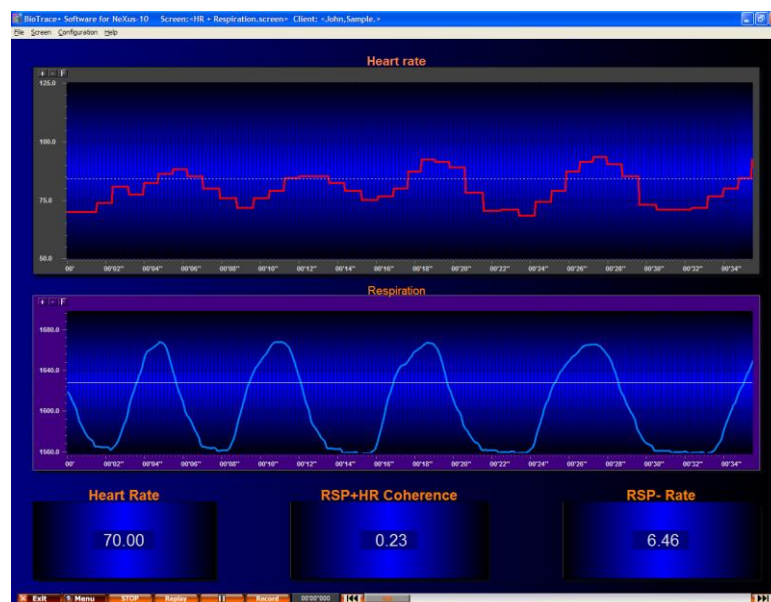 BioTrace+ Software for NeXus-10 Screen:<HR + Respiration.screen> Client: <John,Sample.>
File Screen Configuration Help
Heart rate
+ - F
125.0
100.0
75.0
50.0
00' 00'02" 00'04" 00'06" 00'08" 00'10" 00'12" 00'14" 00'16" 00'18" 00'20" 00'22" 00'24" 00'26" 00'28" 00'30" 00'32" 00'34"
Respiration
+ - F
1680.0
1640.0
1600.0
1560.0
00' 00'02" 00'04" 00'06" 00'08" 00'10" 00'12" 00'14" 00'16" 00'18" 00'20" 00'22" 00'24" 00'26" 00'28" 00'30" 00'32" 00'34"
Heart Rate RSP+HR Coherence RSP- Rate
70.00 0.23 6.46
Exit Menu STOP Replay Record 00'00"000